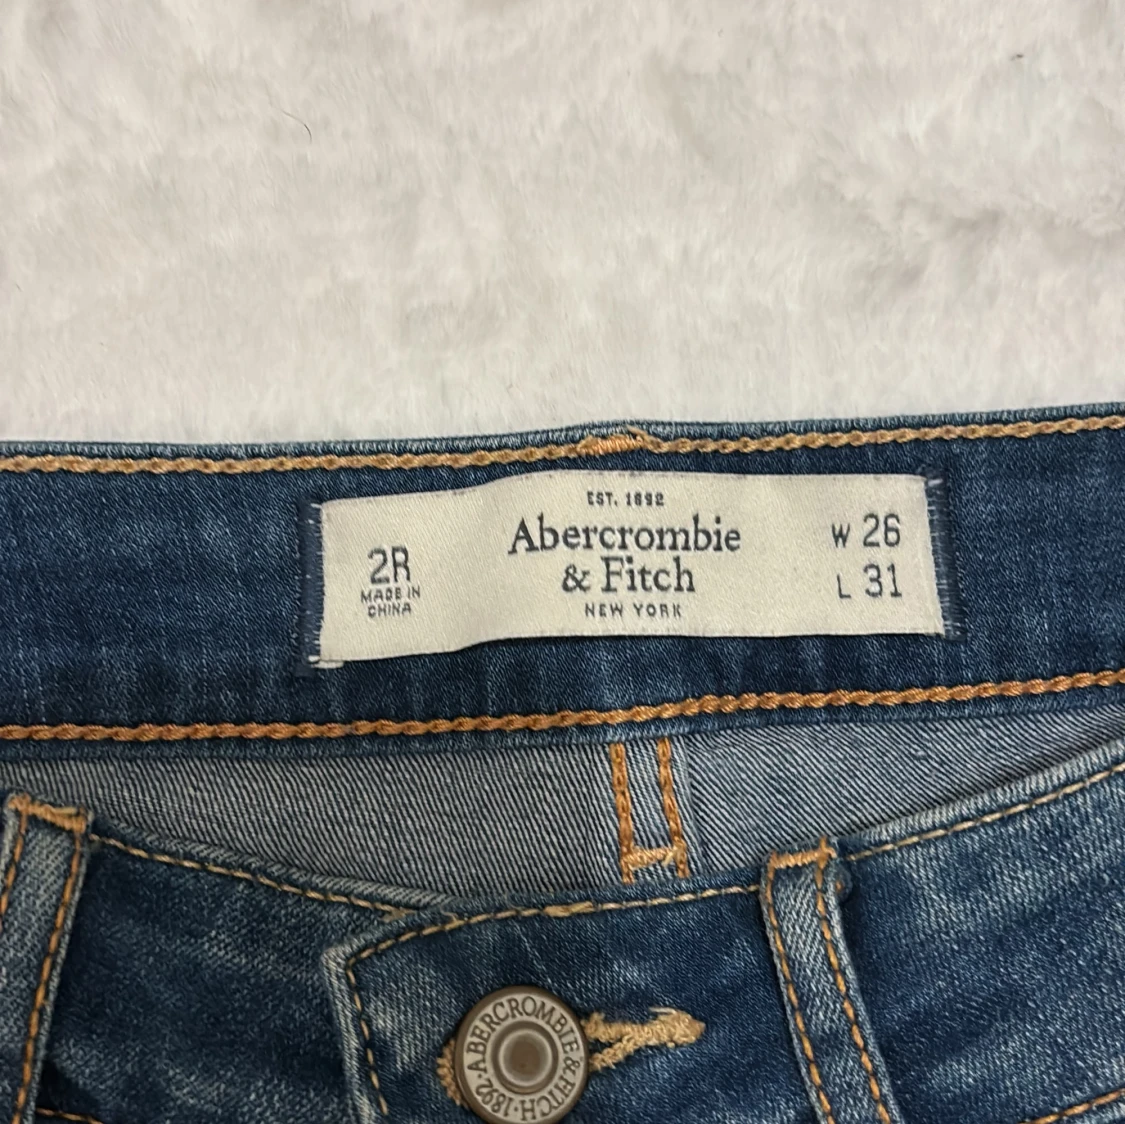 EST. 1892
Abercrombie
& Fitch
NEW YORK
2R
MADE IN
CHINA
W 26
L 31
ABERCROMBIE & FITCH · 1892 ·